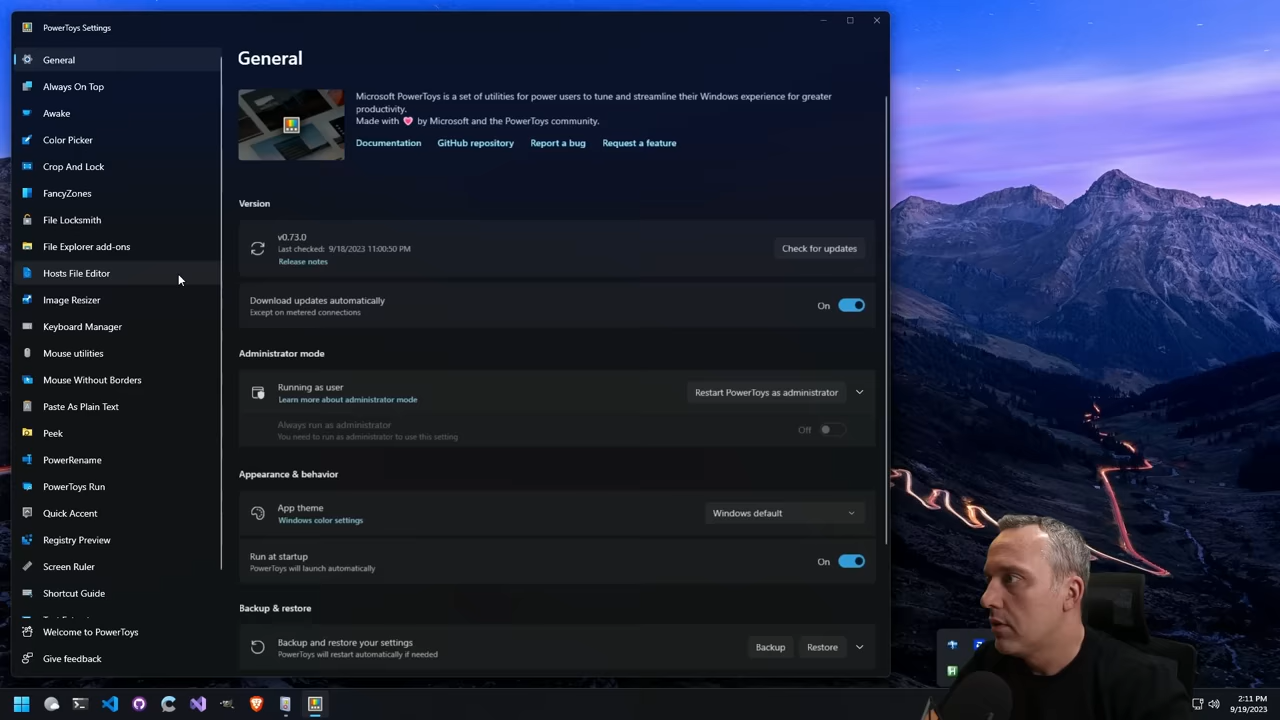 PowerToys Settings
General
Always On Top
Awake
Color Picker
Crop And Lock
FancyZones
File Locksmith
File Explorer add-ons
Hosts File Editor
Image Resizer
Keyboard Manager
Mouse utilities
Mouse Without Borders
Paste As Plain Text
Peek
PowerRename
PowerToys Run
Quick Accent
Registry Preview
Screen Ruler
Shortcut Guide
Welcome to PowerToys
Give feedback
General
Microsoft PowerToys is a set of utilities for power users to tune and streamline their Windows experience for greater
productivity.
Made with 💗 by Microsoft and the PowerToys community.
Documentation GitHub repository Report a bug Request a feature
Version
v0.73.0
Last checked: 9/18/2023 11:00:50 PM
Release notes
Check for updates
Download updates automatically
Except on metered connections
On
Administrator mode
Running as user
Learn more about administrator mode
Restart PowerToys as administrator
Always run as administrator
You need to run as administrator to use this setting
Off
Appearance & behavior
App theme
Windows color settings
Windows default
Run at startup
PowerToys will launch automatically
On
Backup & restore
Backup and restore your settings
PowerToys will restart automatically if needed
Backup Restore
2:11 PM
9/19/2023